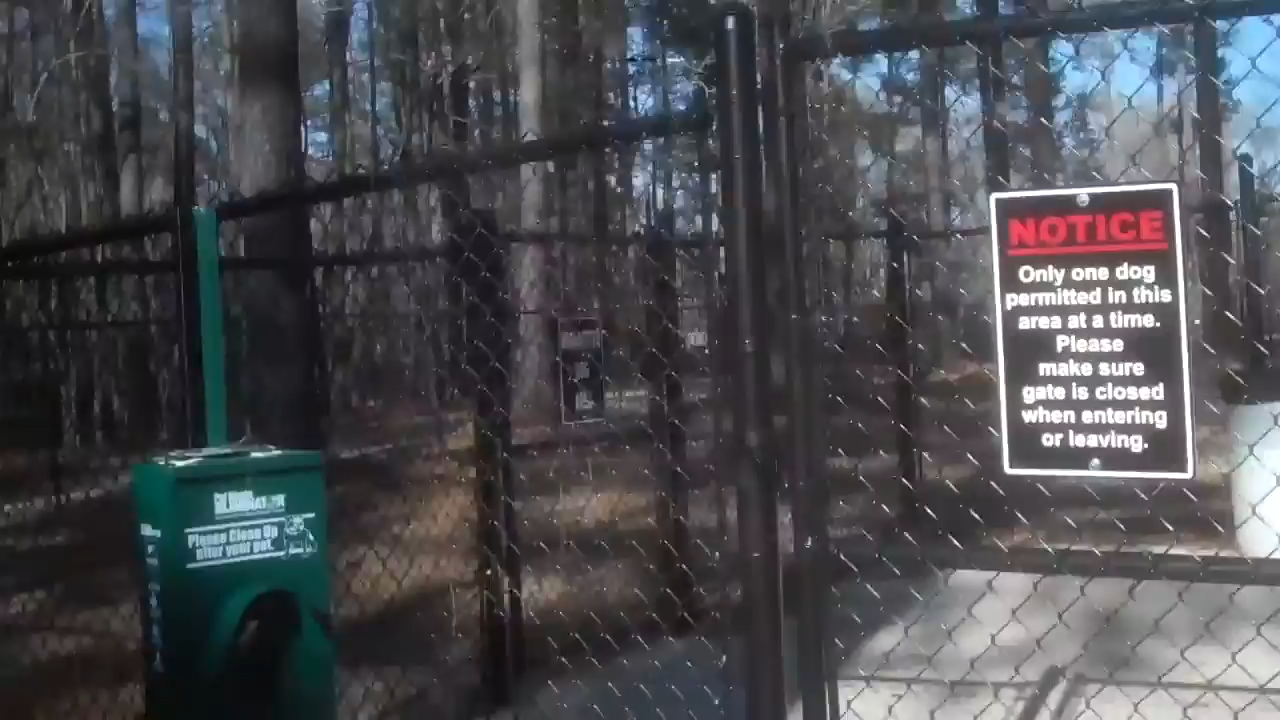 Please Clean Up
after your pet.
NOTICE
Only one dog
permitted in this
area at a time.
Please
make sure
gate is closed
when entering
or leaving.